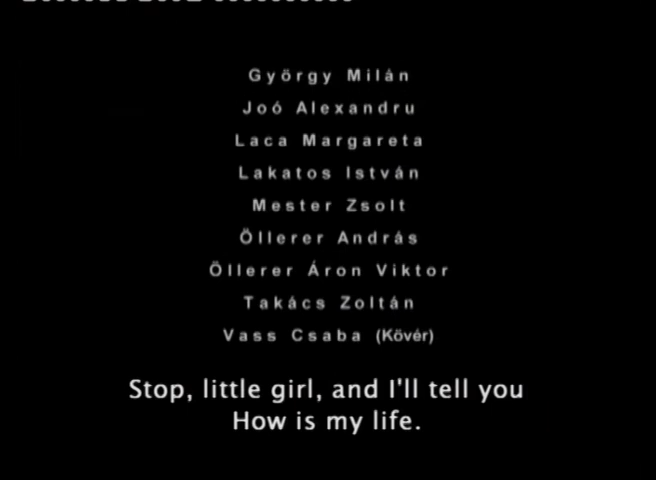 György Milán
Joó Alexandru
Laca Margareta
Lakatos István
Mester Zsolt
Öllerer András
Öllerer Áron Viktor
Takács Zoltán
Vass Csaba (Kövér)
Stop, little girl, and I'll tell you
How is my life.